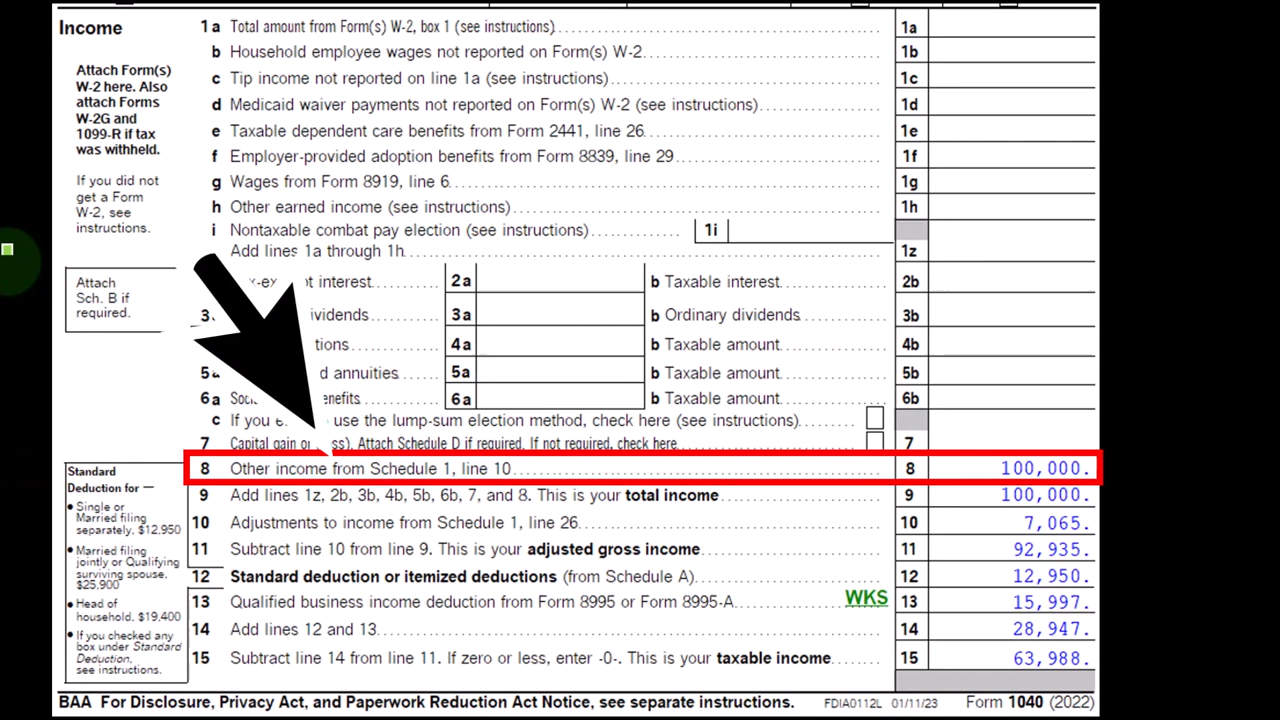 Income
1 a Total amount from Form(s) W-2, box 1 (see instructions) 1a
b Household employee wages not reported on Form(s) W-2 1b
c Tip income not reported on line 1a (see instructions) 1c
Attach Form(s)
W-2 here. Also
attach Forms
W-2G and
1099-R if tax
was withheld.
d Medicaid waiver payments not reported on Form(s) W-2 (see instructions) 1d
e Taxable dependent care benefits from Form 2441, line 26 1e
f Employer-provided adoption benefits from Form 8839, line 29 1f
If you did not
get a Form
W-2, see
instructions.
g Wages from Form 8919, line 6 1g
h Other earned income (see instructions) 1h
i Nontaxable combat pay election (see instructions) 1i
Add lines 1a through 1h 1z
Attach
Sch. B if
required.
interest 2a b Taxable interest 2b
3 3a b Ordinary dividends 3b
4a b Taxable amount 4b
5a annuities 5a b Taxable amount 5b
6a 6a b Taxable amount 6b
c If you use the lump-sum election method, check here (see instructions)
7 Capital gain Attach Schedule D if required. If not required, check here 7
8 Other income from Schedule 1, line 10 8 100,000.
Standard
Deduction for —
• Single or
Married filing
separately, $12,950
• Married filing
jointly or Qualifying
surviving spouse,
$25,900
• Head of
household, $19,400
• If you checked any
box under Standard
Deduction,
see instructions.
9 Add lines 1z, 2b, 3b, 4b, 5b, 6b, 7, and 8. This is your total income 9 100,000.
10 Adjustments to income from Schedule 1, line 26 10 7,065.
11 Subtract line 10 from line 9. This is your adjusted gross income 11 92,935.
12 Standard deduction or itemized deductions (from Schedule A) 12 12,950.
13 Qualified business income deduction from Form 8995 or Form 8995-A WKS 13 15,997.
14 Add lines 12 and 13 14 28,947.
15 Subtract line 14 from line 11. If zero or less, enter -0-. This is your taxable income 15 63,988.
BAA For Disclosure, Privacy Act, and Paperwork Reduction Act Notice, see separate instructions. FDIA0112L 01/11/23 Form 1040 (2022)